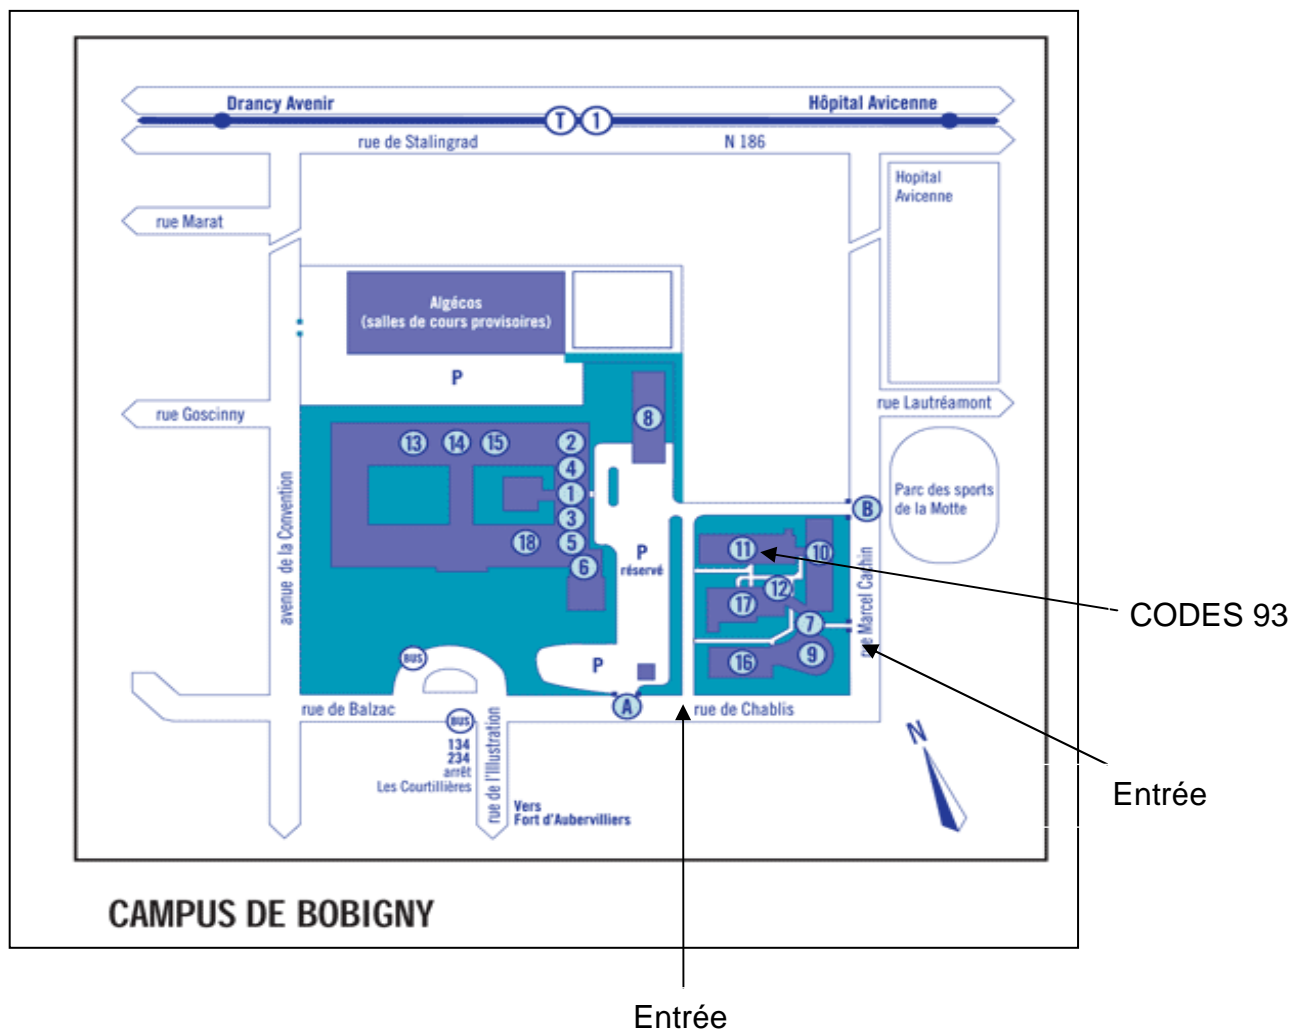 Drancy Avenir
T 1
Hôpital Avicenne
rue de Stalingrad
N 186
Hopital
Avicenne
rue Marat
Algécos
(salles de cours provisoires)
P
rue Goscinny
rue Lautréamont
8
13 14 15 2
4
1
3
18 5
6
avenue de la Convention
P
réservé
Parc des sports
de la Motte
B
11 10
12
17
7
16 9
rue Marcel Cachin
CODES 93
BUS
P
A
rue de Balzac
rue de Chablis
BUS
134
234
arrêt
Les Courtillères
rue de l'Illustration
Vers
Fort d'Aubervilliers
N
Entrée
CAMPUS DE BOBIGNY
Entrée